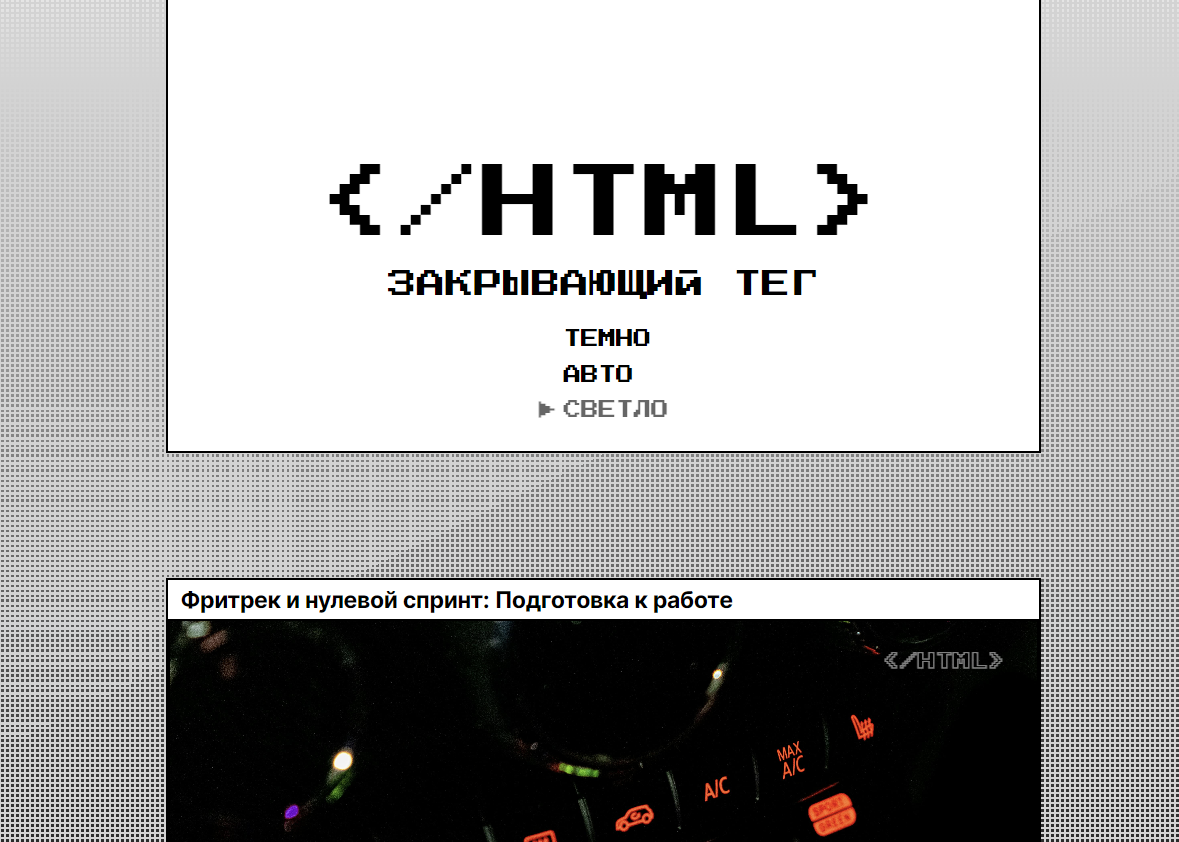 </HTML>
ЗАКРЫВАЮЩИЙ ТЕГ
ТЕМНО
АВТО
СВЕТЛО
Фритрек и нулевой спринт: Подготовка к работе
</HTML>
MAX
A/C
A/C
SPORT
GREEN